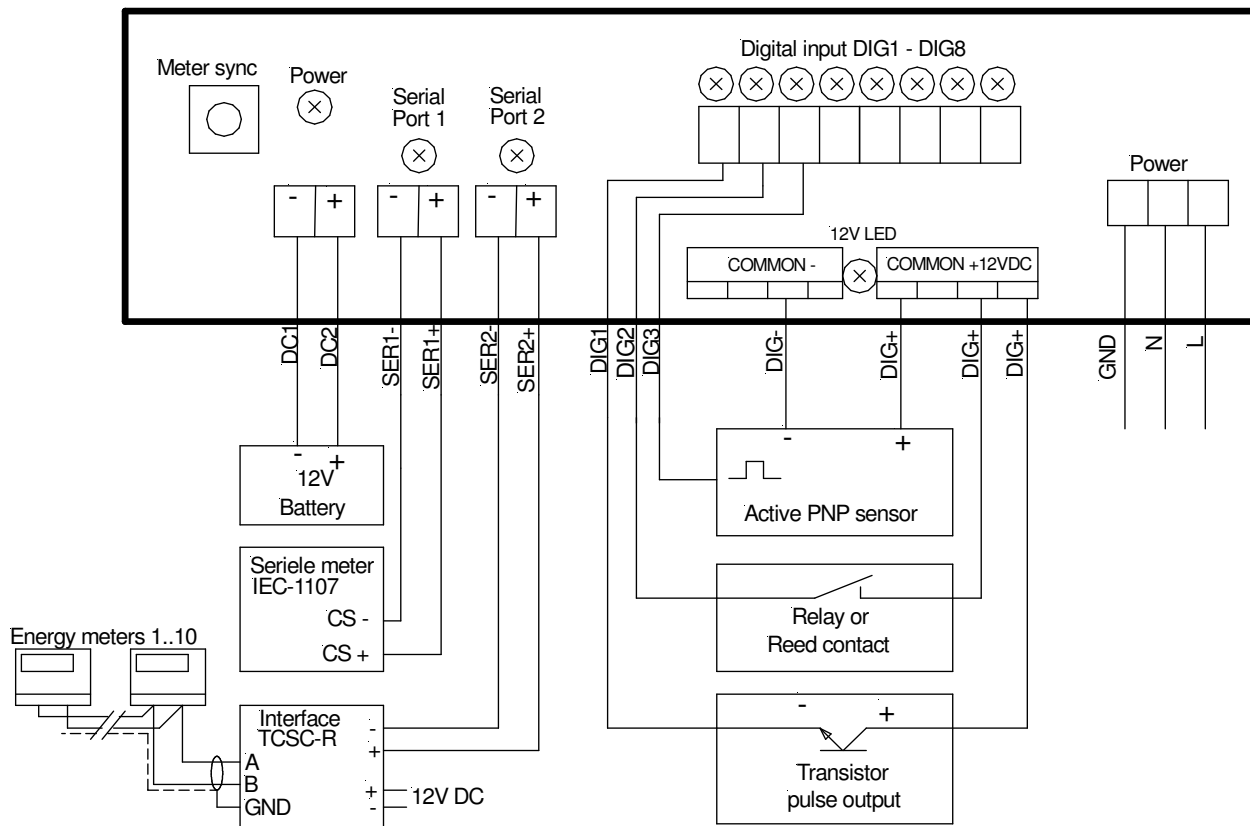 Digital input DIG1 - DIG8
Meter sync
Power
Serial
Port 1
Serial
Port 2
Power
- +
- +
- +
12V LED
COMMON -
COMMON +12VDC
DC1
DC2
SER1-
SER1+
SER2-
SER2+
DIG1
DIG2
DIG3
DIG-
DIG+
DIG+
DIG+
GND
N
L
- +
12V
Battery
- +
Active PNP sensor
Seriele meter
IEC-1107
CS -
CS +
Relay or
Reed contact
Energy meters 1..10
Interface
TCSC-R
-
+
A
B
GND
+
-
12V DC
- +
Transistor
pulse output